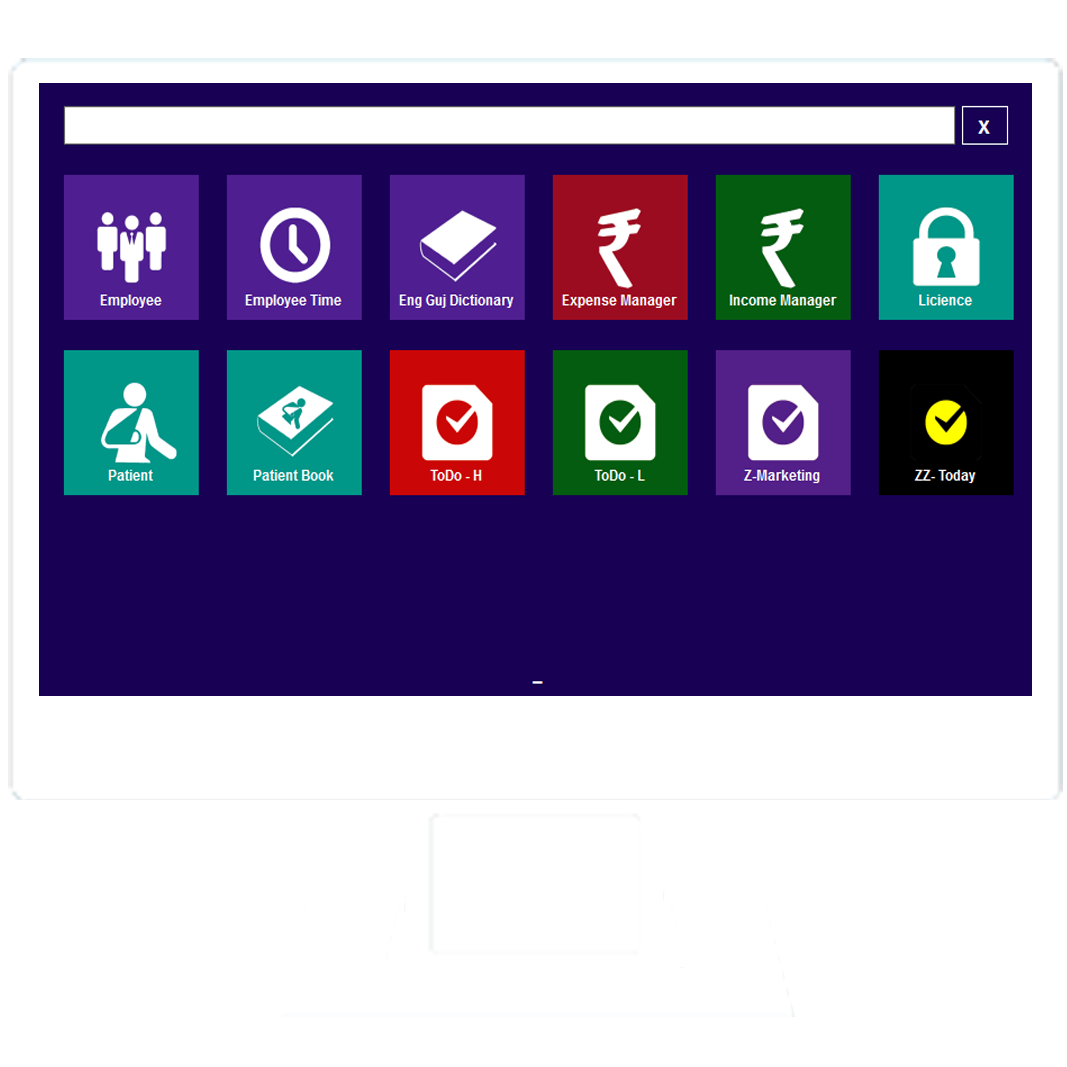 X
Employee
Employee Time
Eng Guj Dictionary
Expense Manager
Income Manager
Licience
Patient
Patient Book
ToDo - H
ToDo - L
Z-Marketing
ZZ- Today